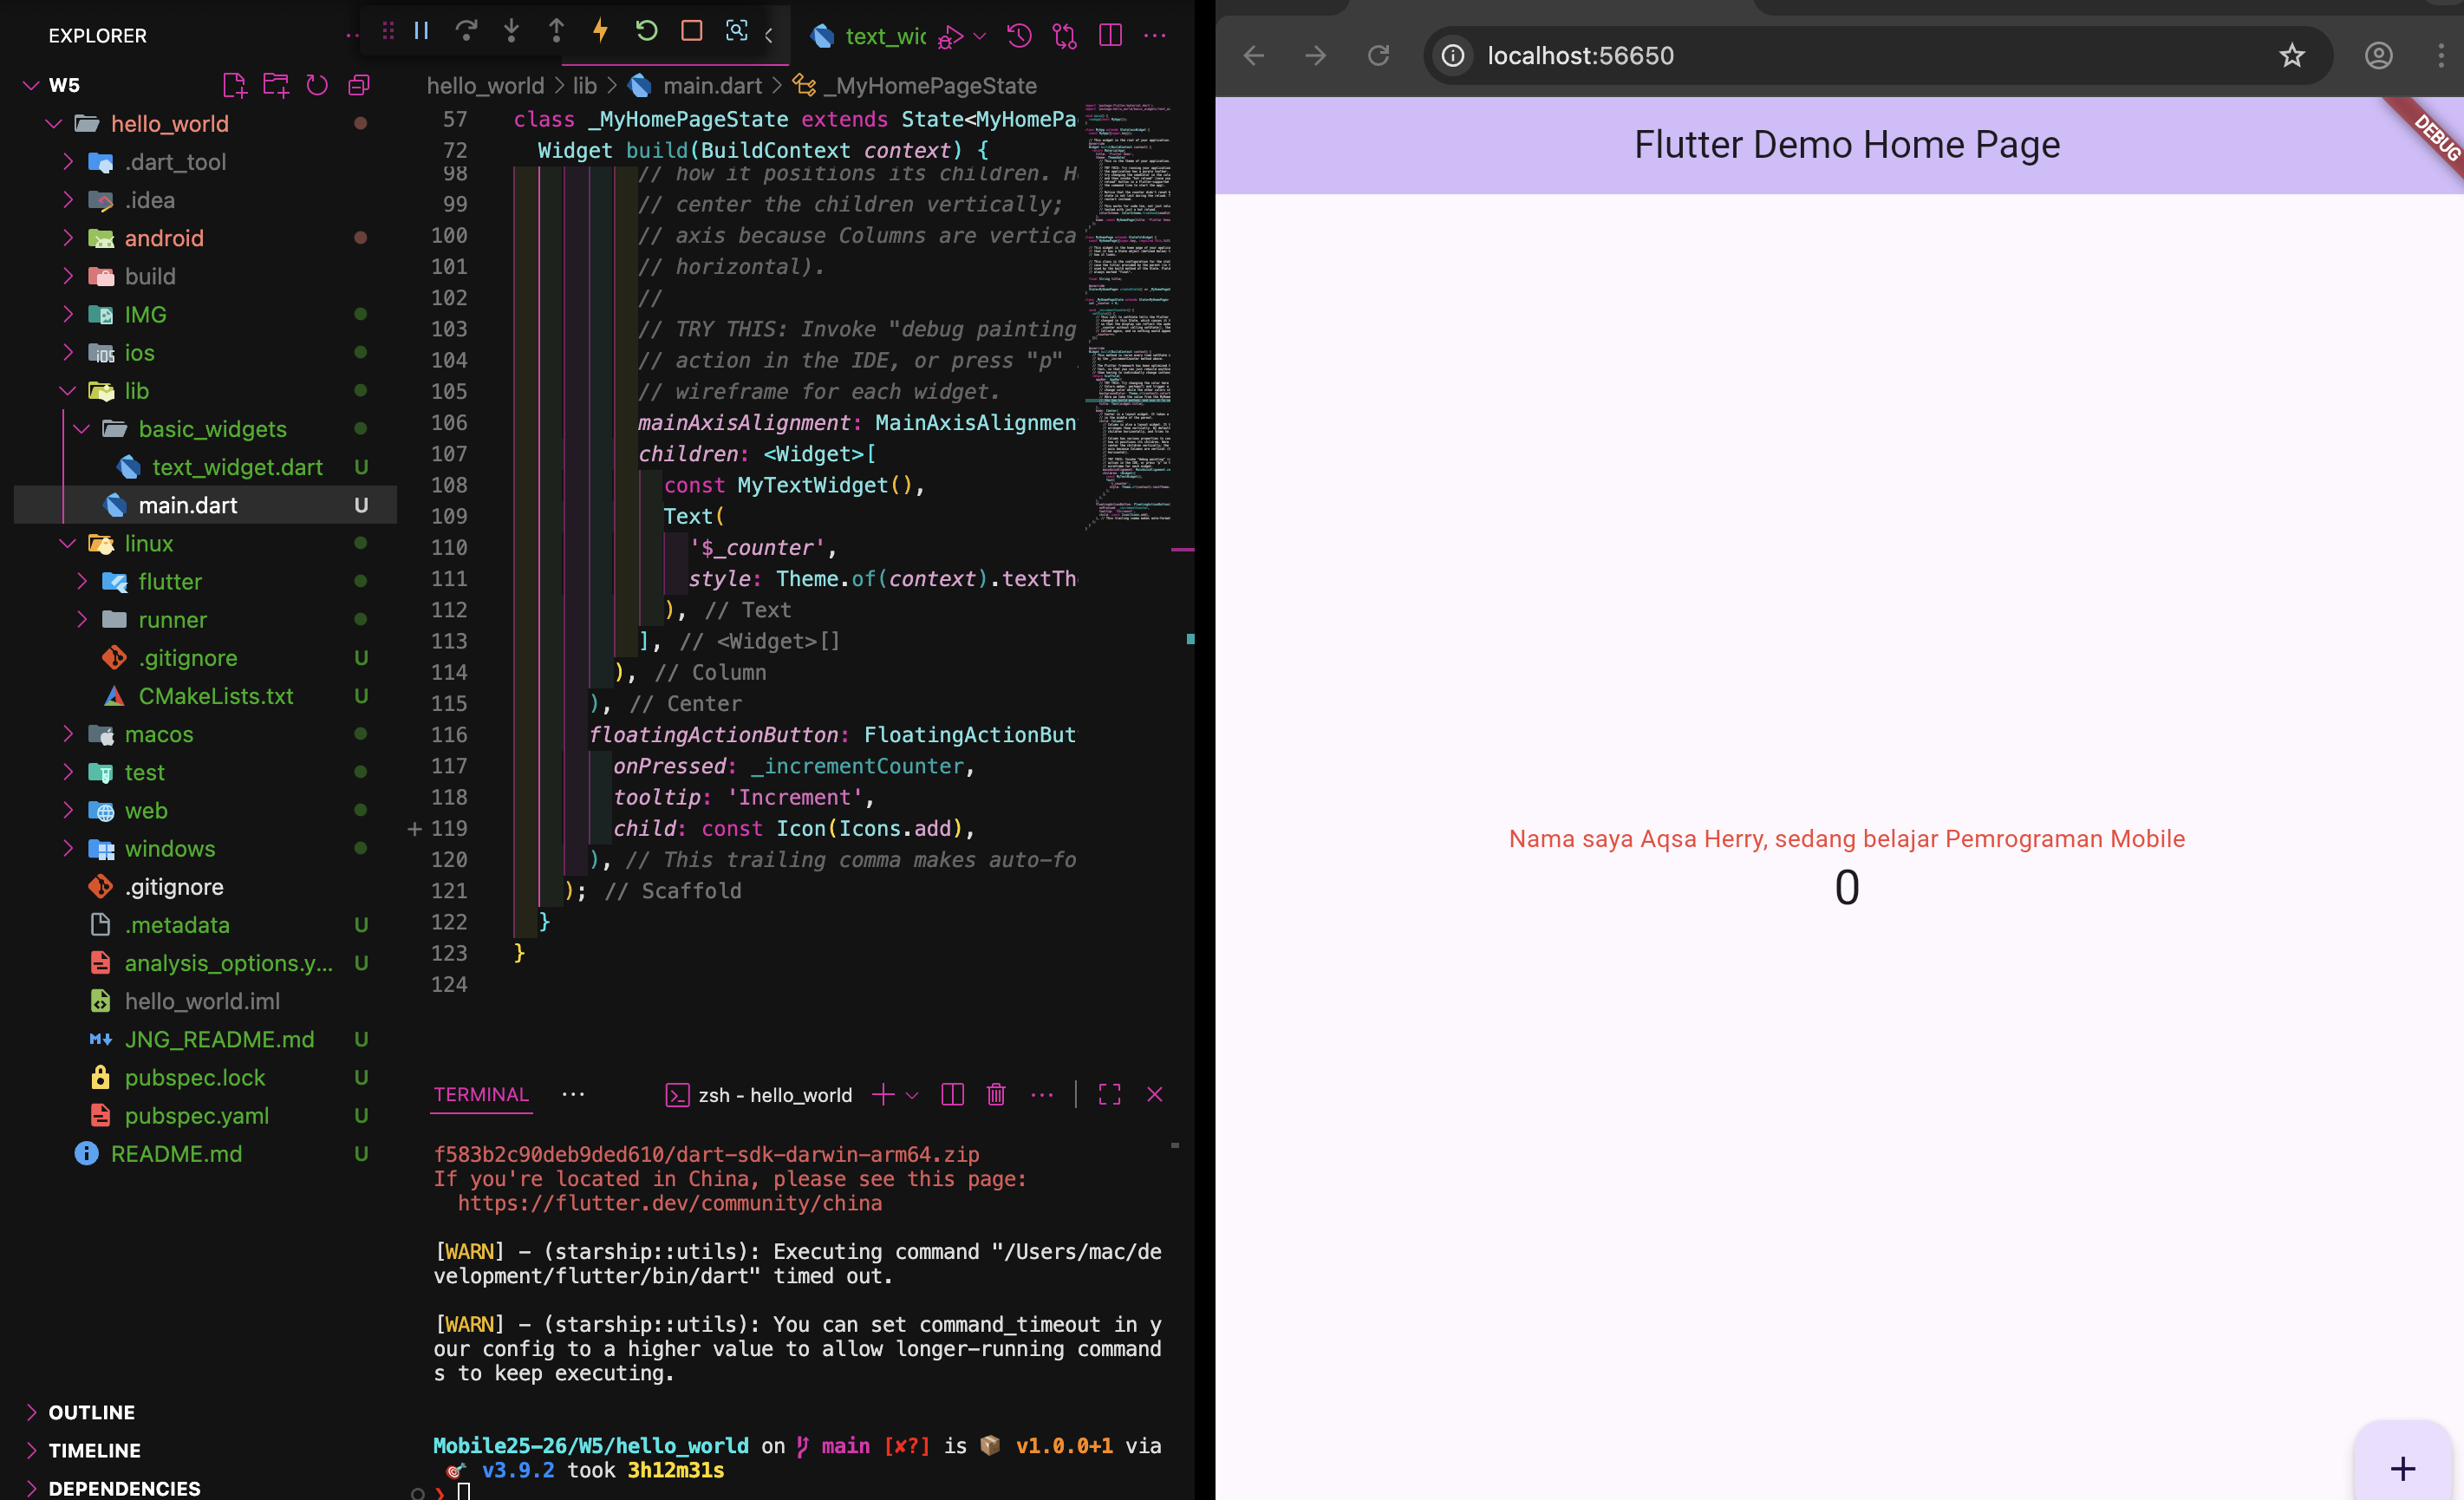 EXPLORER
W5
hello_world
.dart_tool
.idea
android
build
IMG
ios
lib
basic_widgets
text_widget.dart U
main.dart U
linux
flutter
runner
.gitignore U
CMakeLists.txt U
macos
test
web
windows
.gitignore
.metadata U
analysis_options.y... U
hello_world.iml
JNG_README.md U
pubspec.lock U
pubspec.yaml U
README.md U
OUTLINE
TIMELINE
DEPENDENCIES
text_wid
hello_world > lib > main.dart > _MyHomePageState
57 class _MyHomePageState extends State<MyHomePa
72 Widget build(BuildContext context) {
98 // how it positions its children. H
99 // center the children vertically;
100 // axis because Columns are vertica
101 // horizontal).
102 //
103 // TRY THIS: Invoke "debug painting
104 // action in the IDE, or press "p"
105 // wireframe for each widget.
106 mainAxisAlignment: MainAxisAlignmen
107 children: <Widget>[
108 const MyTextWidget(),
109 Text(
110 '$_counter',
111 style: Theme.of(context).textTh
112 ), // Text
113 ], // <Widget>[]
114 ), // Column
115 ), // Center
116 floatingActionButton: FloatingActionBut
117 onPressed: _incrementCounter,
118 tooltip: 'Increment',
119 child: const Icon(Icons.add),
120 ), // This trailing comma makes auto-fo
121 ); // Scaffold
122 }
123 }
124
TERMINAL
zsh - hello_world
f583b2c90deb9ded610/dart-sdk-darwin-arm64.zip
If you're located in China, please see this page:
https://flutter.dev/community/china
[WARN] - (starship::utils): Executing command "/Users/mac/de
velopment/flutter/bin/dart" timed out.
[WARN] - (starship::utils): You can set command_timeout in y
our config to a higher value to allow longer-running command
s to keep executing.
Mobile25-26/W5/hello_world on main [✘?] is 📦 v1.0.0+1 via
🎯 v3.9.2 took 3h12m31s
❯
localhost:56650
Flutter Demo Home Page
DEBUG
Nama saya Aqsa Herry, sedang belajar Pemrograman Mobile
0
+